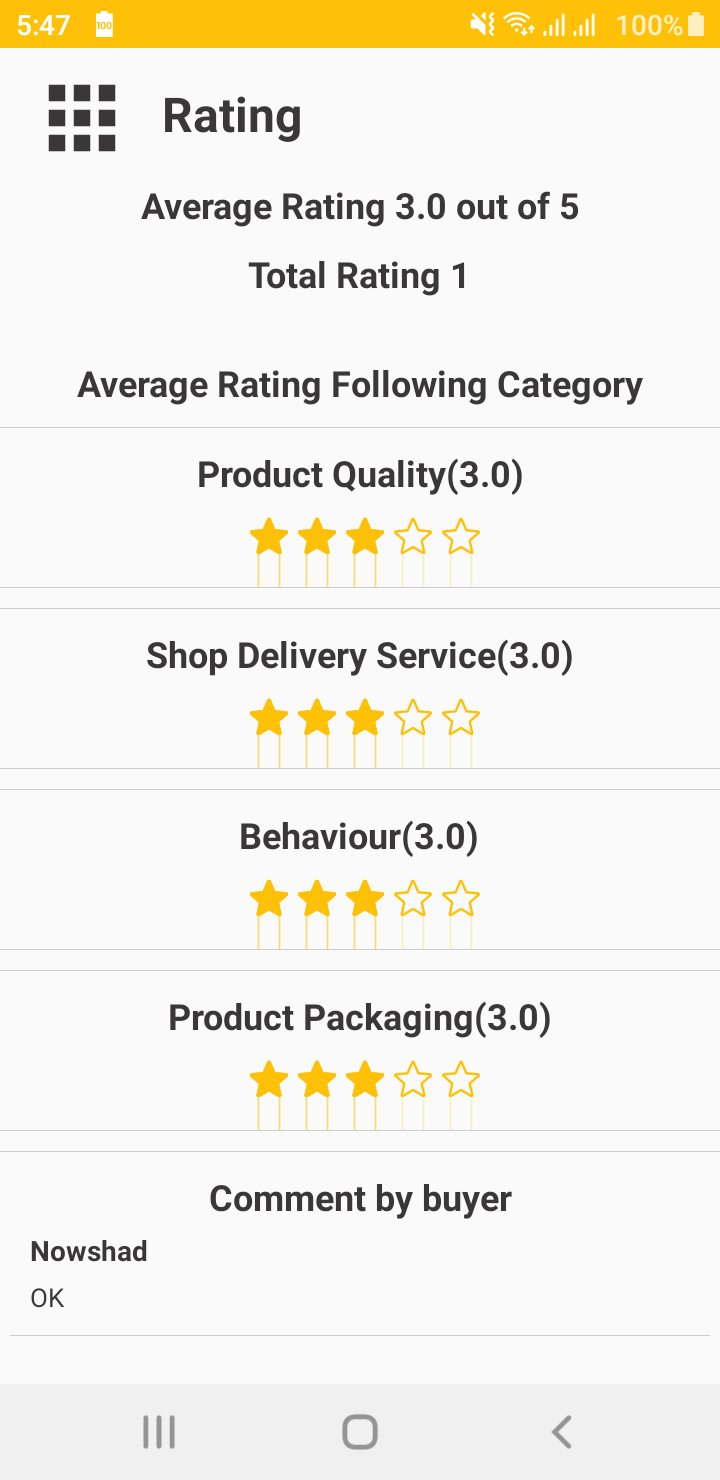 5:47
100
100%
Rating
Average Rating 3.0 out of 5
Total Rating 1
Average Rating Following Category
Product Quality(3.0)
Shop Delivery Service(3.0)
Behaviour(3.0)
Product Packaging(3.0)
Comment by buyer
Nowshad
OK